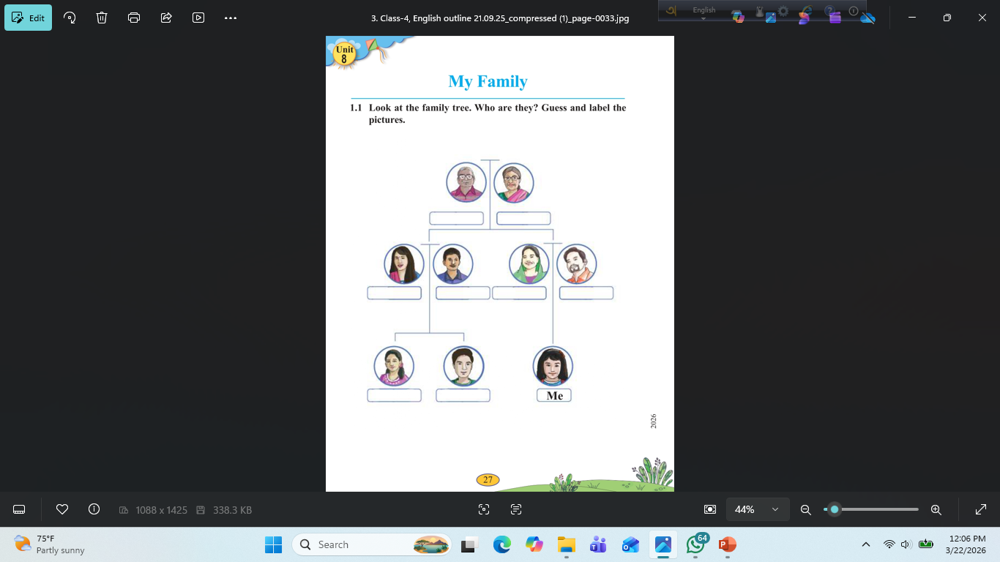 Edit
3. Class-4, English outline 21.09.25_compressed (1)_page-0033.jpg
English
Unit
8
My Family
1.1 Look at the family tree. Who are they? Guess and label the
pictures.
Me
2026
27
1088 x 1425
338.3 KB
44%
75°F
Partly sunny
Search
64
12:06 PM
3/22/2026